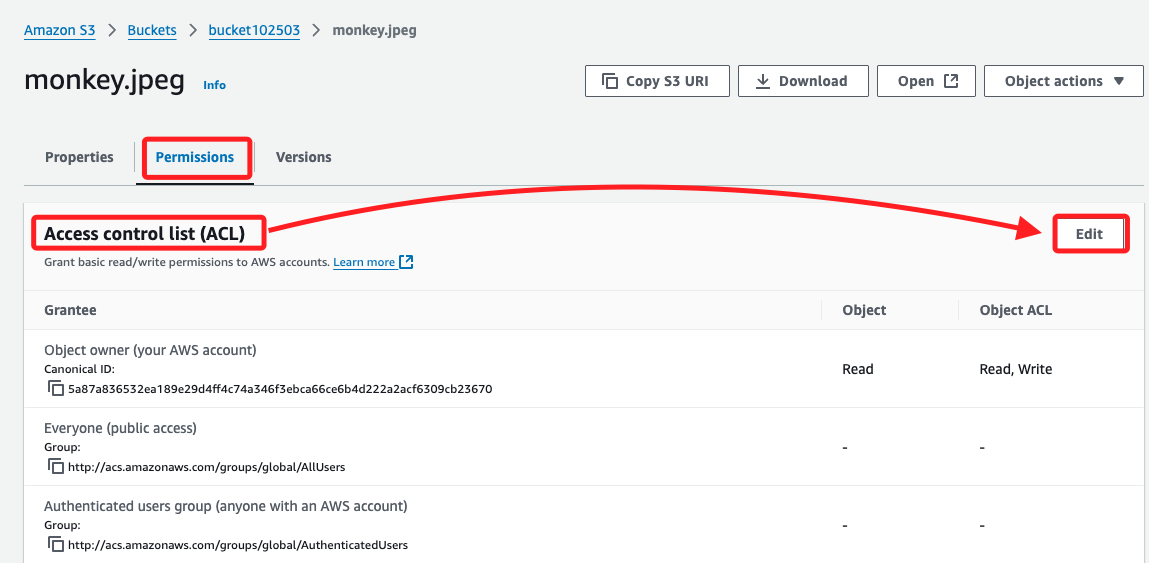 Amazon S3 > Buckets > bucket102503 > monkey.jpeg
monkey.jpeg Info
Copy S3 URI Download Open Object actions
Properties Permissions Versions
Access control list (ACL) Edit
Grant basic read/write permissions to AWS accounts. Learn more
Grantee Object Object ACL
Object owner (your AWS account)
Canonical ID:
5a87a836532ea189e29d4ff4c74a346f3ebca66ce6b4d222a2acf6309cb23670
Read Read, Write
Everyone (public access)
Group:
http://acs.amazonaws.com/groups/global/AllUsers
- -
Authenticated users group (anyone with an AWS account)
Group:
http://acs.amazonaws.com/groups/global/AuthenticatedUsers
- -